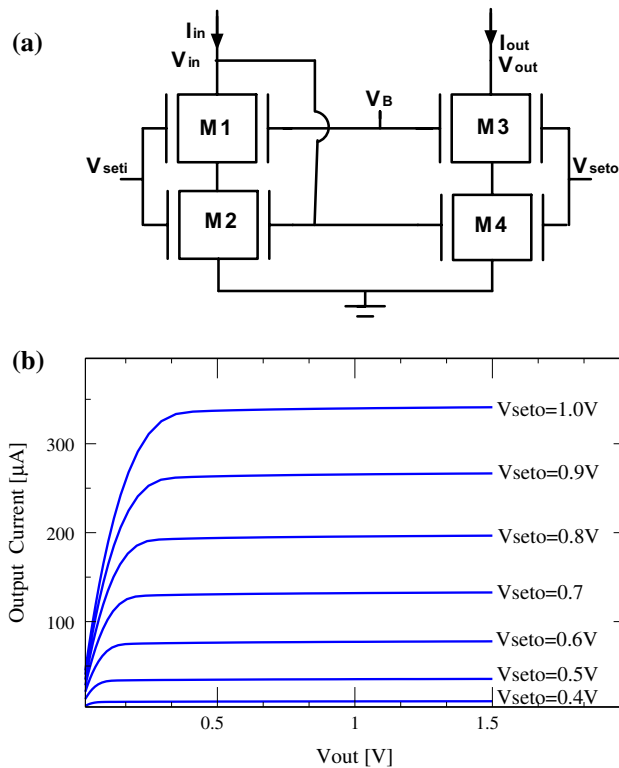 (a)
Iin
Vin
Iout
Vout
VB
M1
M3
Vseti
Vseto
M2
M4
(b)
Output Current [µA]
300
200
100
Vseto=1.0V
Vseto=0.9V
Vseto=0.8V
Vseto=0.7
Vseto=0.6V
Vseto=0.5V
Vseto=0.4V
0.5
1
1.5
Vout [V]